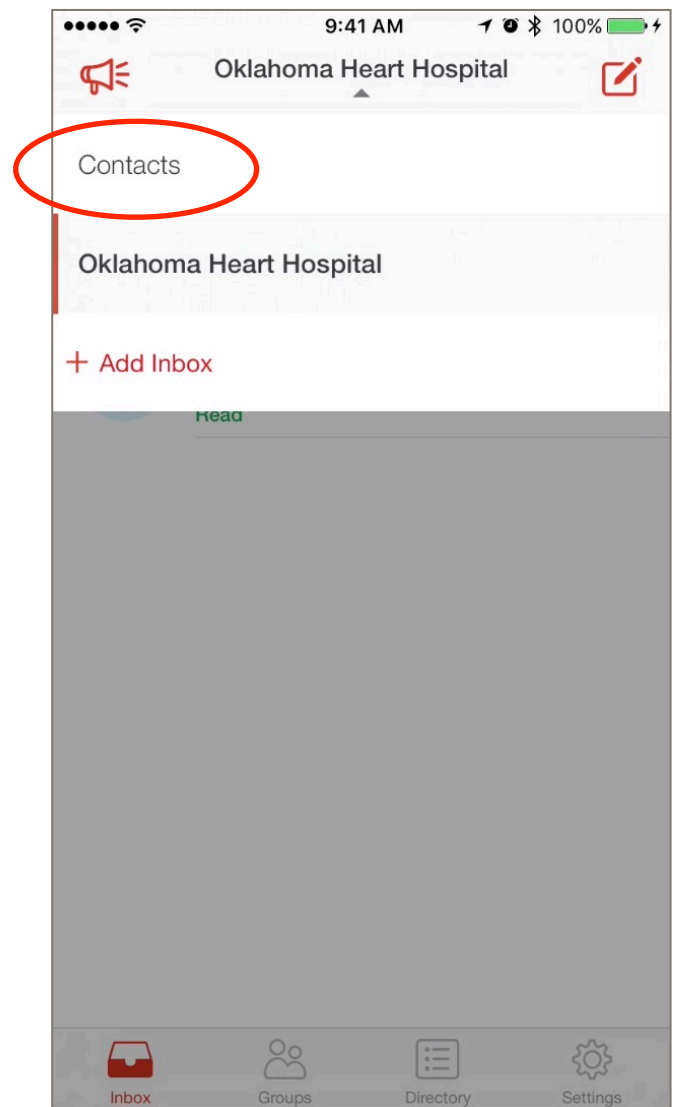 9:41 AM 100%
Oklahoma Heart Hospital
Contacts
Oklahoma Heart Hospital
+ Add Inbox
Read
Inbox Groups Directory Settings